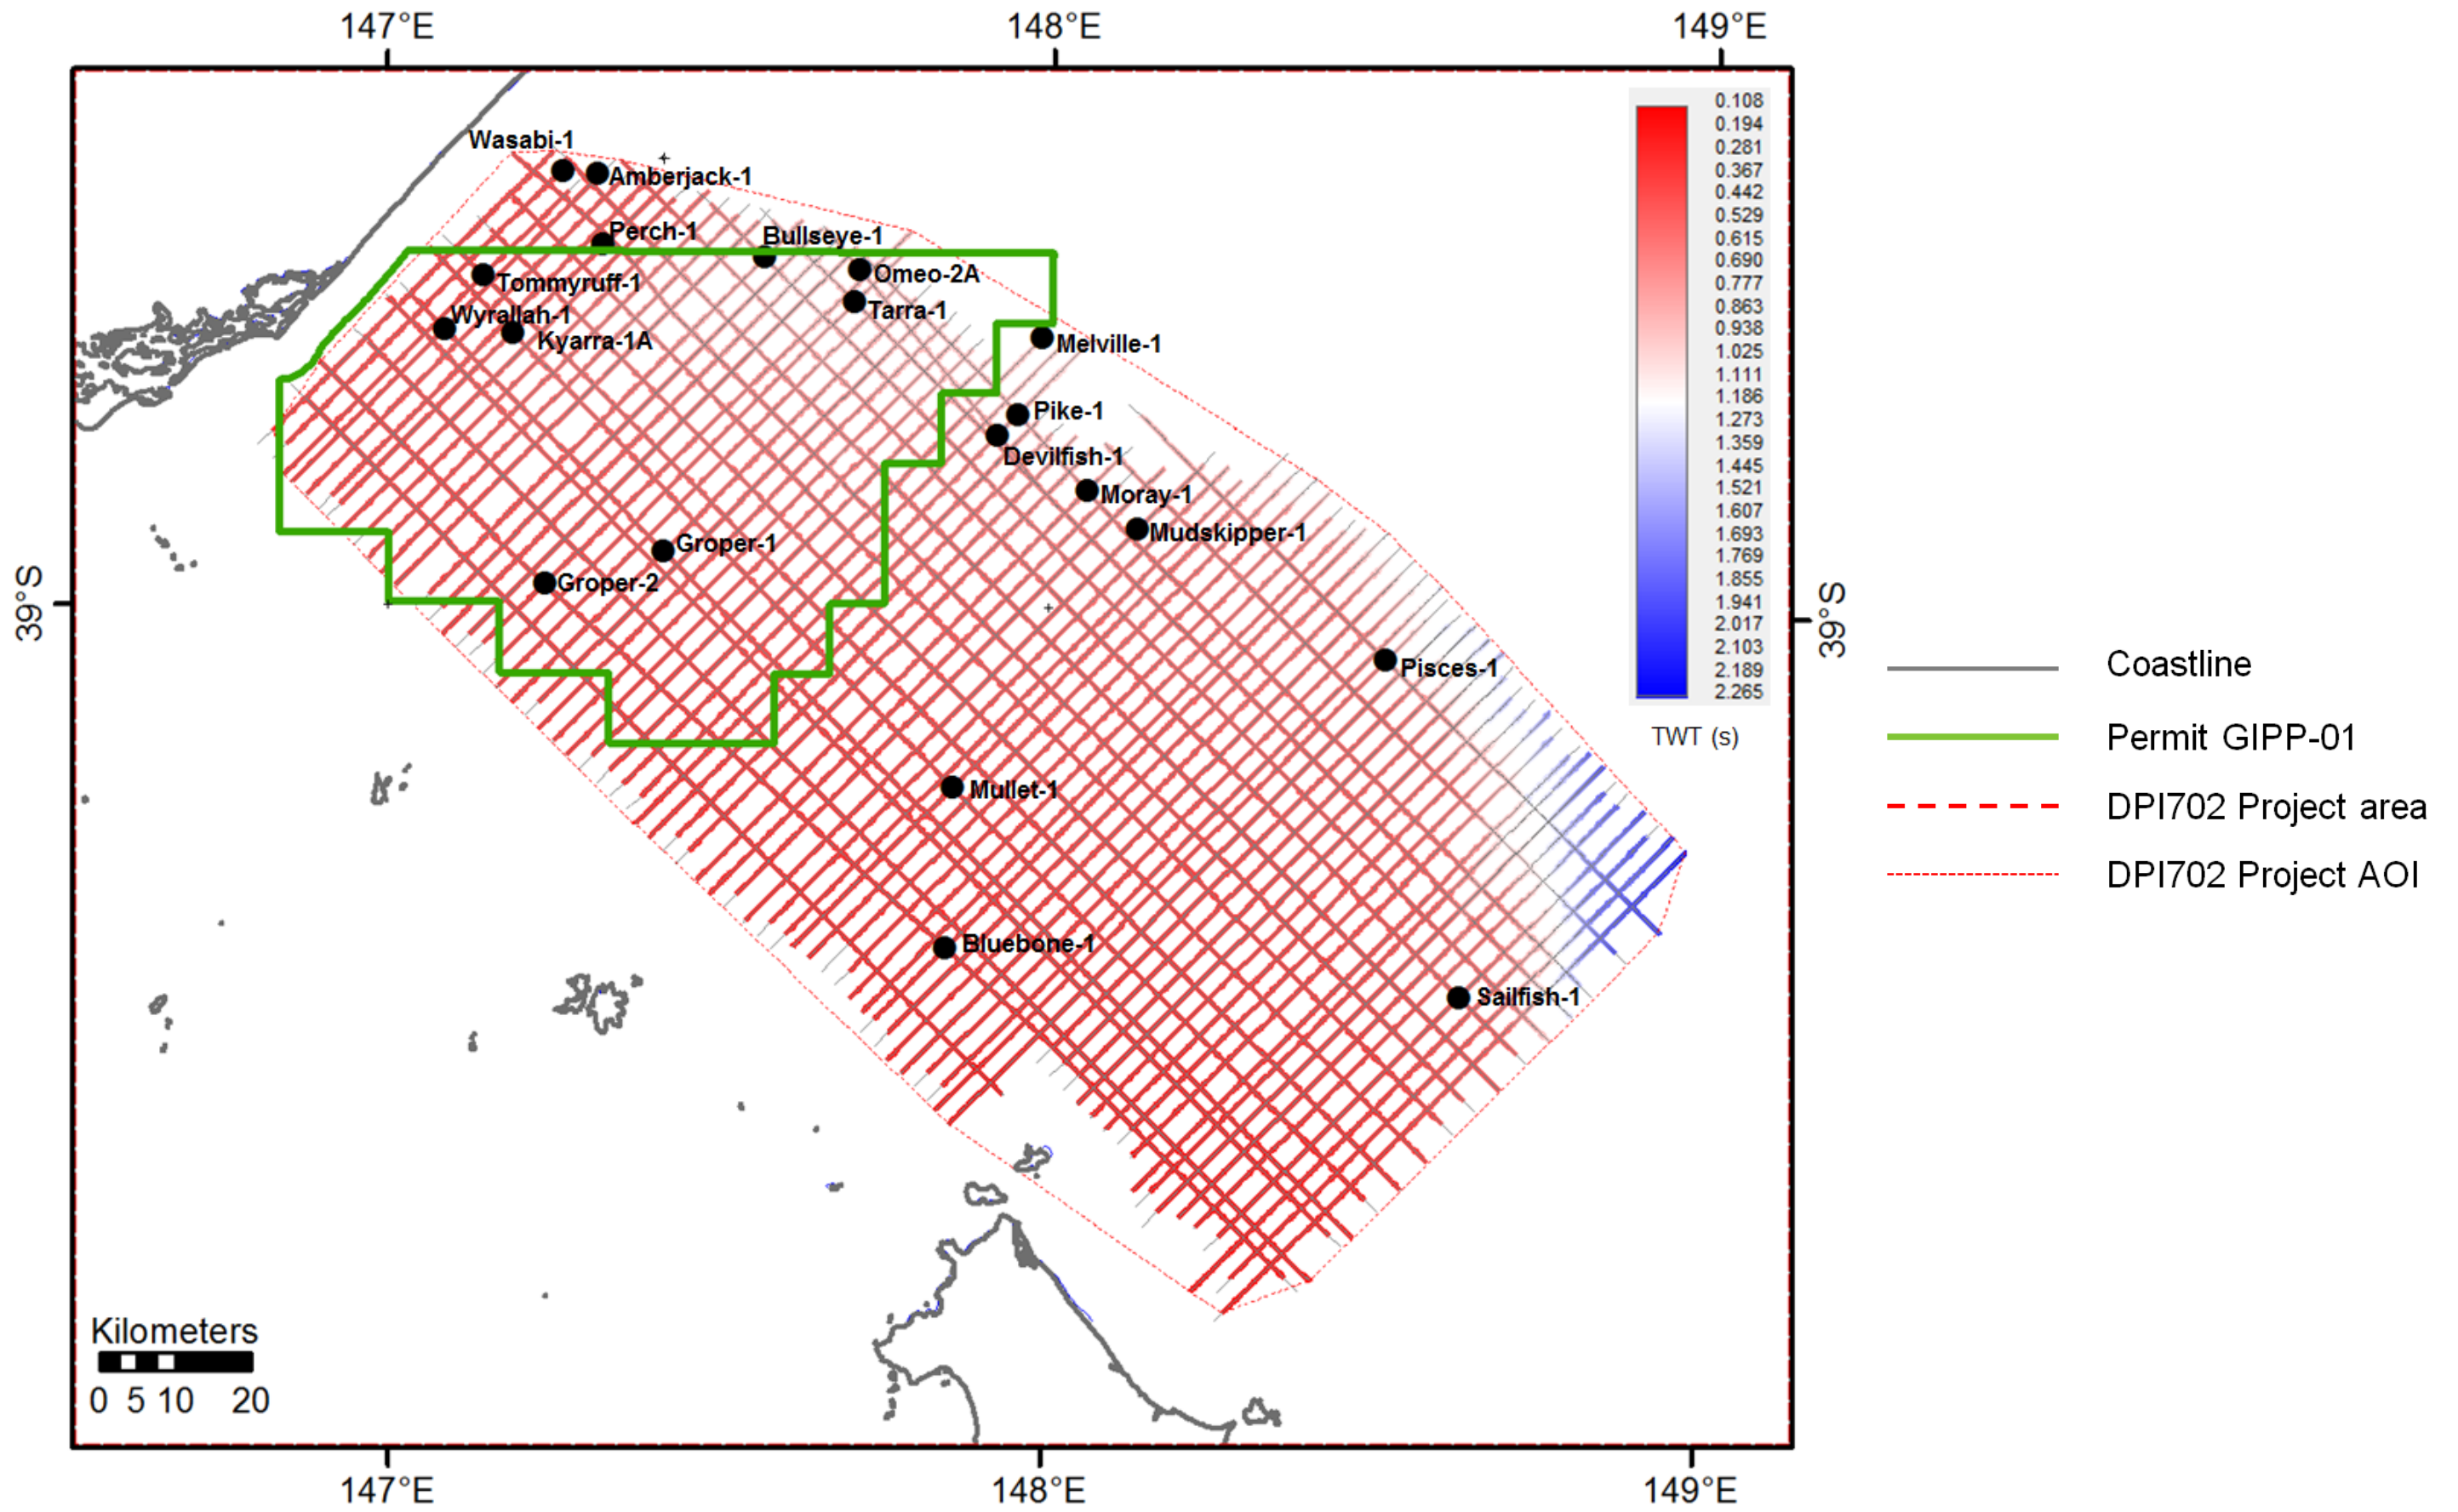 147°E
148°E
149°E
Wasabi-1
Amberjack-1
Perch-1
Bullseye-1
Omeo-2A
Tommyruff-1
Tarra-1
Wyrallah-1
Kyarra-1A
Melville-1
Pike-1
Devilfish-1
Moray-1
Mudskipper-1
Groper-1
Groper-2
Pisces-1
Mullet-1
Bluebone-1
Sailfish-1
0.108
0.194
0.281
0.367
0.442
0.529
0.615
0.690
0.777
0.863
0.938
1.025
1.111
1.186
1.273
1.359
1.445
1.521
1.607
1.693
1.769
1.855
1.941
2.017
2.103
2.189
2.265
TWT (s)
39°S
39°S
Coastline
Permit GIPP-01
DPI702 Project area
DPI702 Project AOI
Kilometers
0 5 10 20
147°E
148°E
149°E